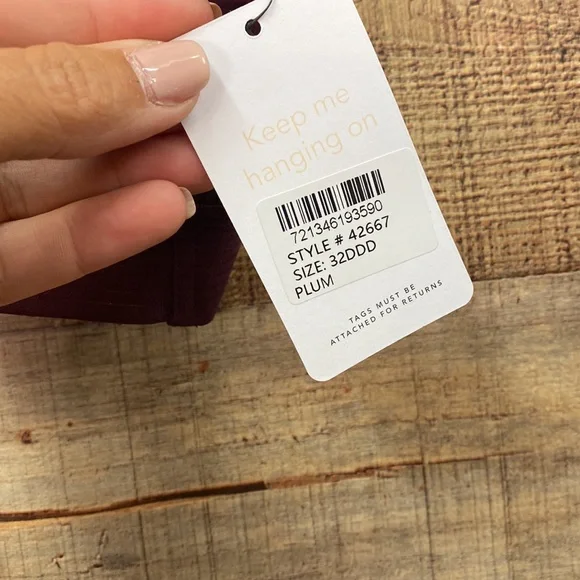 Keep me
hanging on
721346193590
STYLE # 42667
SIZE: 32DDD
PLUM
TAGS MUST BE
ATTACHED FOR RETURNS